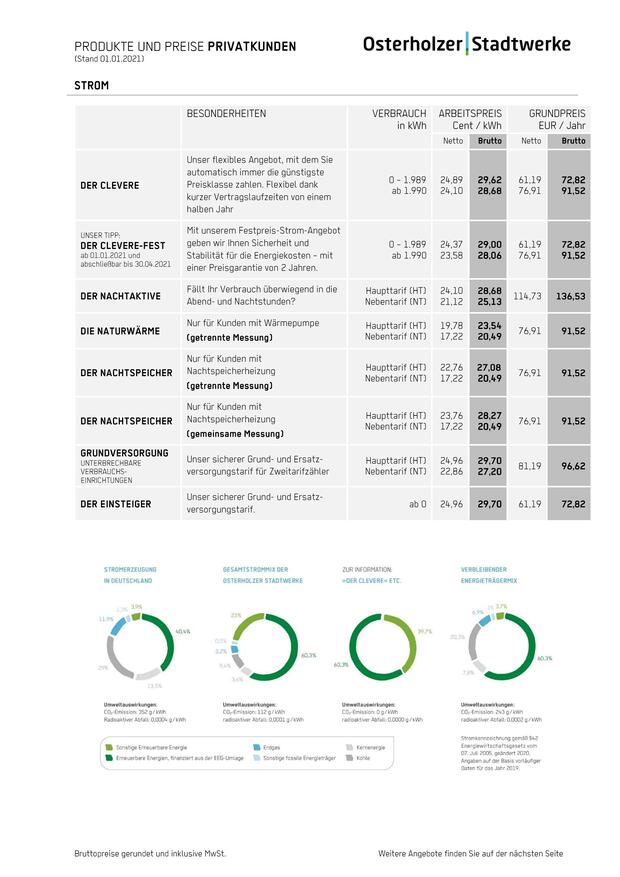 PRODUKTE UND PREISE PRIVATKUNDEN
(Stand 01.01.2021)
Osterholzer Stadtwerke
STROM
BESONDERHEITEN
VERBRAUCH in kWh
ARBEITSPREIS Cent / kWh
GRUNDPREIS EUR / Jahr
Netto Brutto Netto Brutto
DER CLEVERE
Unser flexibles Angebot, mit dem Sie
automatisch immer die günstigste
Preisklasse zahlen. Flexibel dank
kurzer Vertragslaufzeiten von einem
halben Jahr
0 – 1.989 24,89 29,62 61,19 72,82
ab 1.990 24,10 28,68 76,91 91,52
UNSER TIPP:
DER CLEVERE-FEST
ab 01.01.2021 und
abschließbar bis 30.04.2021
Mit unserem Festpreis-Strom-Angebot
geben wir Ihnen Sicherheit und
Stabilität für die Energiekosten – mit
einer Preisgarantie von 2 Jahren.
0 – 1.989 24,37 29,00 61,19 72,82
ab 1.990 23,58 28,06 76,91 91,52
DER NACHTAKTIVE
Fällt Ihr Verbrauch überwiegend in die
Abend- und Nachtstunden?
Haupttarif (HT) 24,10 28,68
Nebentarif (NT) 21,12 25,13
114,73 136,53
DIE NATURWÄRME
Nur für Kunden mit Wärmepumpe
(getrennte Messung)
Haupttarif (HT) 19,78 23,54
Nebentarif (NT) 17,22 20,49
76,91 91,52
DER NACHTSPEICHER
Nur für Kunden mit
Nachtspeicherheizung
(getrennte Messung)
Haupttarif (HT) 22,76 27,08
Nebentarif (NT) 17,22 20,49
76,91 91,52
DER NACHTSPEICHER
Nur für Kunden mit
Nachtspeicherheizung
(gemeinsame Messung)
Haupttarif (HT) 23,76 28,27
Nebentarif (NT) 17,22 20,49
76,91 91,52
GRUNDVERSORGUNG
UNTERBRECHBARE
VERBRAUCHS-
EINRICHTUNGEN
Unser sicherer Grund- und Ersatz-
versorgungstarif für Zweitarifzähler
Haupttarif (HT) 24,96 29,70
Nebentarif (NT) 22,86 27,20
81,19 96,62
DER EINSTEIGER
Unser sicherer Grund- und Ersatz-
versorgungstarif.
ab 0 24,96 29,70 61,19 72,82
STROMERZEUGUNG
IN DEUTSCHLAND
3,9%
11,9%
40,4%
29%
13,5%
Umweltauswirkungen:
CO₂-Emission: 352 g / kWh
Radioaktiver Abfall: 0,0004 g / kWh
GESAMTSTROMMIX DER
OSTERHOLZER STADTWERKE
23%
3,2%
9,4%
3,6%
60,3%
Umweltauswirkungen:
CO₂-Emission: 112 g / kWh
radioaktiver Abfall: 0,0001 g / kWh
ZUR INFORMATION:
»DER CLEVERE« ETC.
39,7%
60,3%
Umweltauswirkungen:
CO₂-Emission: 0 g / kWh
radioaktiver Abfall: 0,0000 g / kWh
VERBLEIBENDER
ENERGIETRÄGERMIX
3,7%
6,9%
20,3%
7,8%
60,3%
Umweltauswirkungen:
CO₂-Emission: 243 g / kWh
radioaktiver Abfall: 0,0002 g / kWh
Sonstige Erneuerbare Energie
Erdgas
Kernenergie
Erneuerbare Energien, finanziert aus der EEG-Umlage
Sonstige fossile Energieträger
Kohle
Stromkennzeichnung gemäß §42
Energiewirtschaftsgesetz vom
07. Juli 2005, geändert 2020.
Angaben auf der Basis vorläufiger
Daten für das Jahr 2019.
Bruttopreise gerundet und inklusive MwSt.
Weitere Angebote finden Sie auf der nächsten Seite